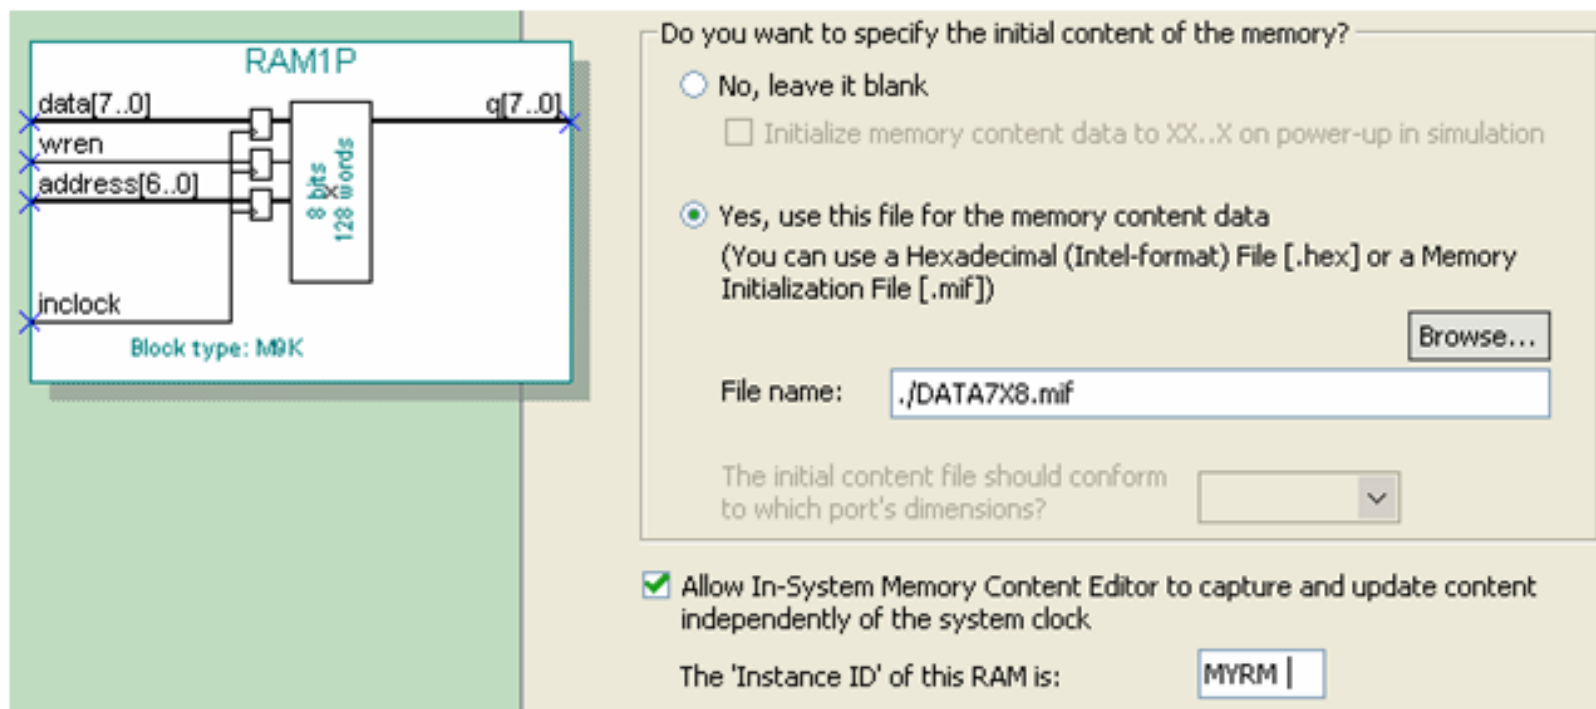 RAM1P
data[7..0]
q[7..0]
wren
address[6..0]
8 bits
x
128 words
inclock
Block type: M9K
Do you want to specify the initial content of the memory?
No, leave it blank
Initialize memory content data to XX..X on power-up in simulation
Yes, use this file for the memory content data
(You can use a Hexadecimal (Intel-format) File [.hex] or a Memory
Initialization File [.mif])
Browse...
File name:
./DATA7X8.mif
The initial content file should conform
to which port's dimensions?
Allow In-System Memory Content Editor to capture and update content
independently of the system clock
The 'Instance ID' of this RAM is:
MYRM